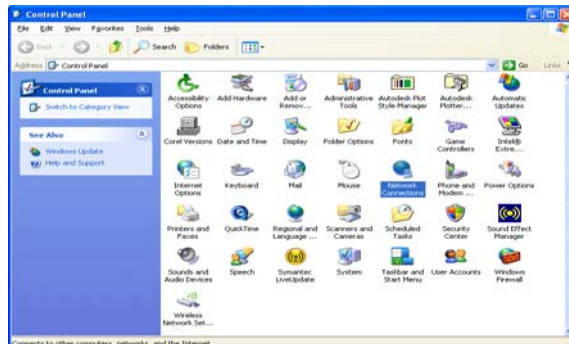 Control Panel
File Edit View Favorites Tools Help
Back Search Folders
Address Control Panel Go Links
Control Panel
Switch to Category View
See Also
Windows Update
Help and Support
Accessibility Options
Add Hardware
Add or Remov...
Administrative Tools
Autodesk Plot Style Manager
Autodesk Plotter...
Automatic Updates
Corel Versions
Date and Time
Display
Folder Options
Fonts
Game Controllers
Intel® Extre...
Internet Options
Keyboard
Mail
Mouse
Network Connections
Phone and Modem ...
Power Options
Printers and Faxes
QuickTime
Regional and Language ...
Scanners and Cameras
Scheduled Tasks
Security Center
Sound Effect Manager
Sounds and Audio Devices
Speech
Symantec LiveUpdate
System
Taskbar and Start Menu
User Accounts
Windows Firewall
Wireless Network Set...
Connects to other computers, networks, and the Internet.